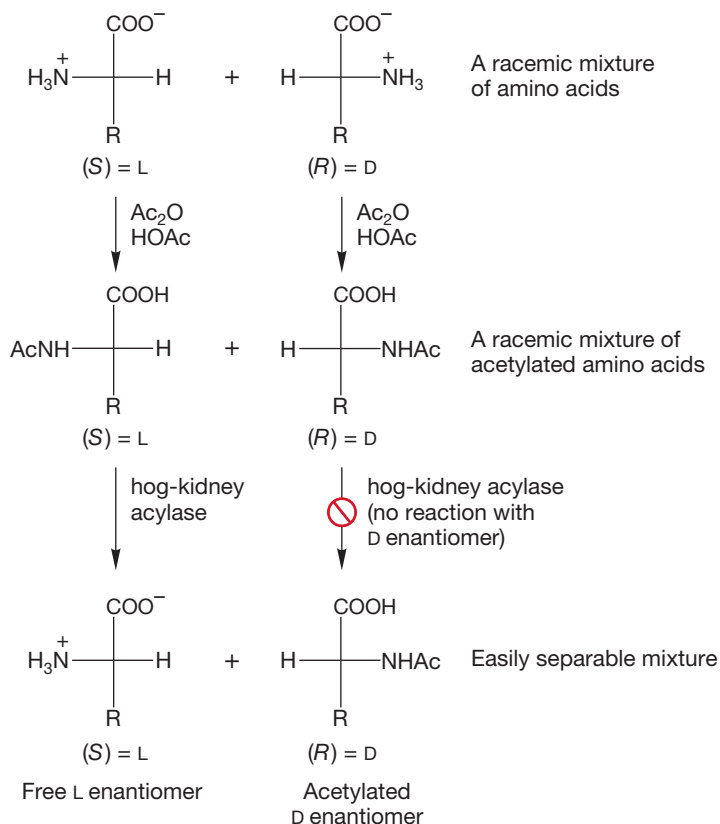 COO⁻ COO⁻
H₃N⁺ H + H N⁺H₃ A racemic mixture
of amino acids
R R
(S) = L (R) = D
Ac₂O Ac₂O
HOAc HOAc
COOH COOH
AcNH H + H NHAc A racemic mixture of
acetylated amino acids
R R
(S) = L (R) = D
hog-kidney hog-kidney acylase
acylase (no reaction with
D enantiomer)
COO⁻ COOH
H₃N⁺ H + H NHAc Easily separable mixture
R R
(S) = L (R) = D
Free L enantiomer Acetylated
D enantiomer